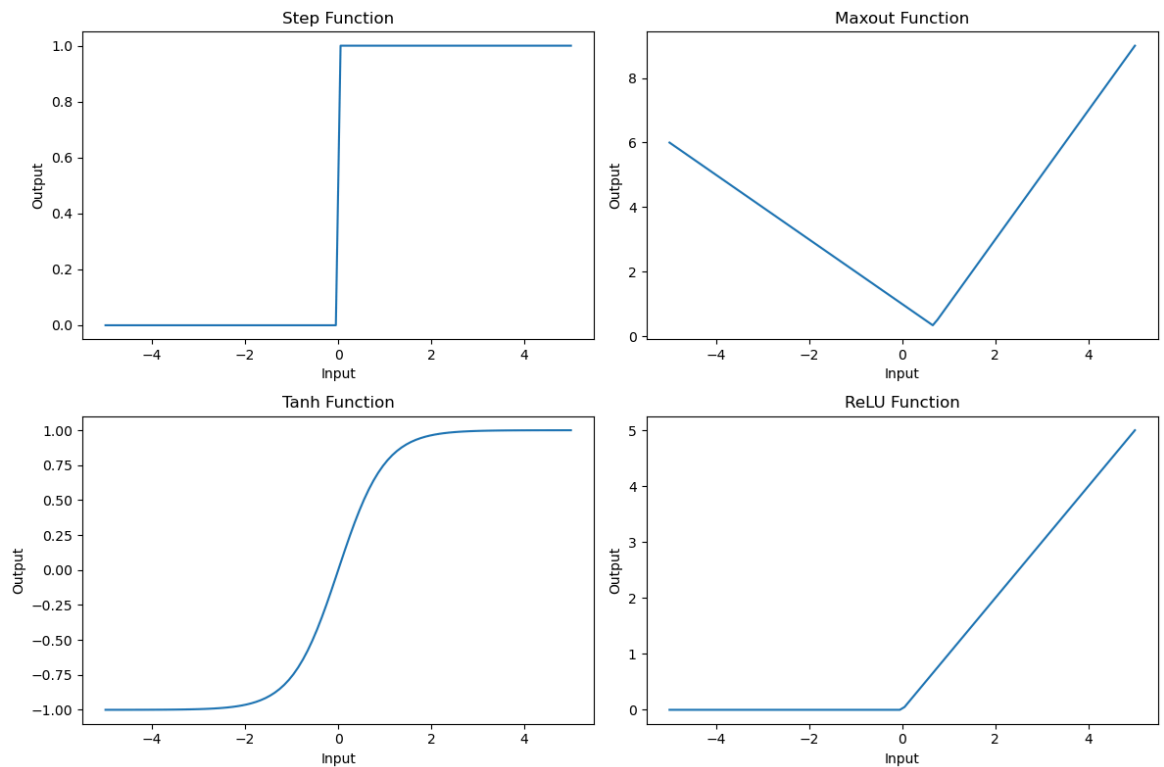 Step Function
1.0
0.8
0.6
0.4
0.2
0.0
Output
−4 −2 0 2 4
Input
Maxout Function
8
6
4
2
0
Output
−4 −2 0 2 4
Input
Tanh Function
1.00
0.75
0.50
0.25
0.00
−0.25
−0.50
−0.75
−1.00
Output
−4 −2 0 2 4
Input
ReLU Function
5
4
3
2
1
0
Output
−4 −2 0 2 4
Input